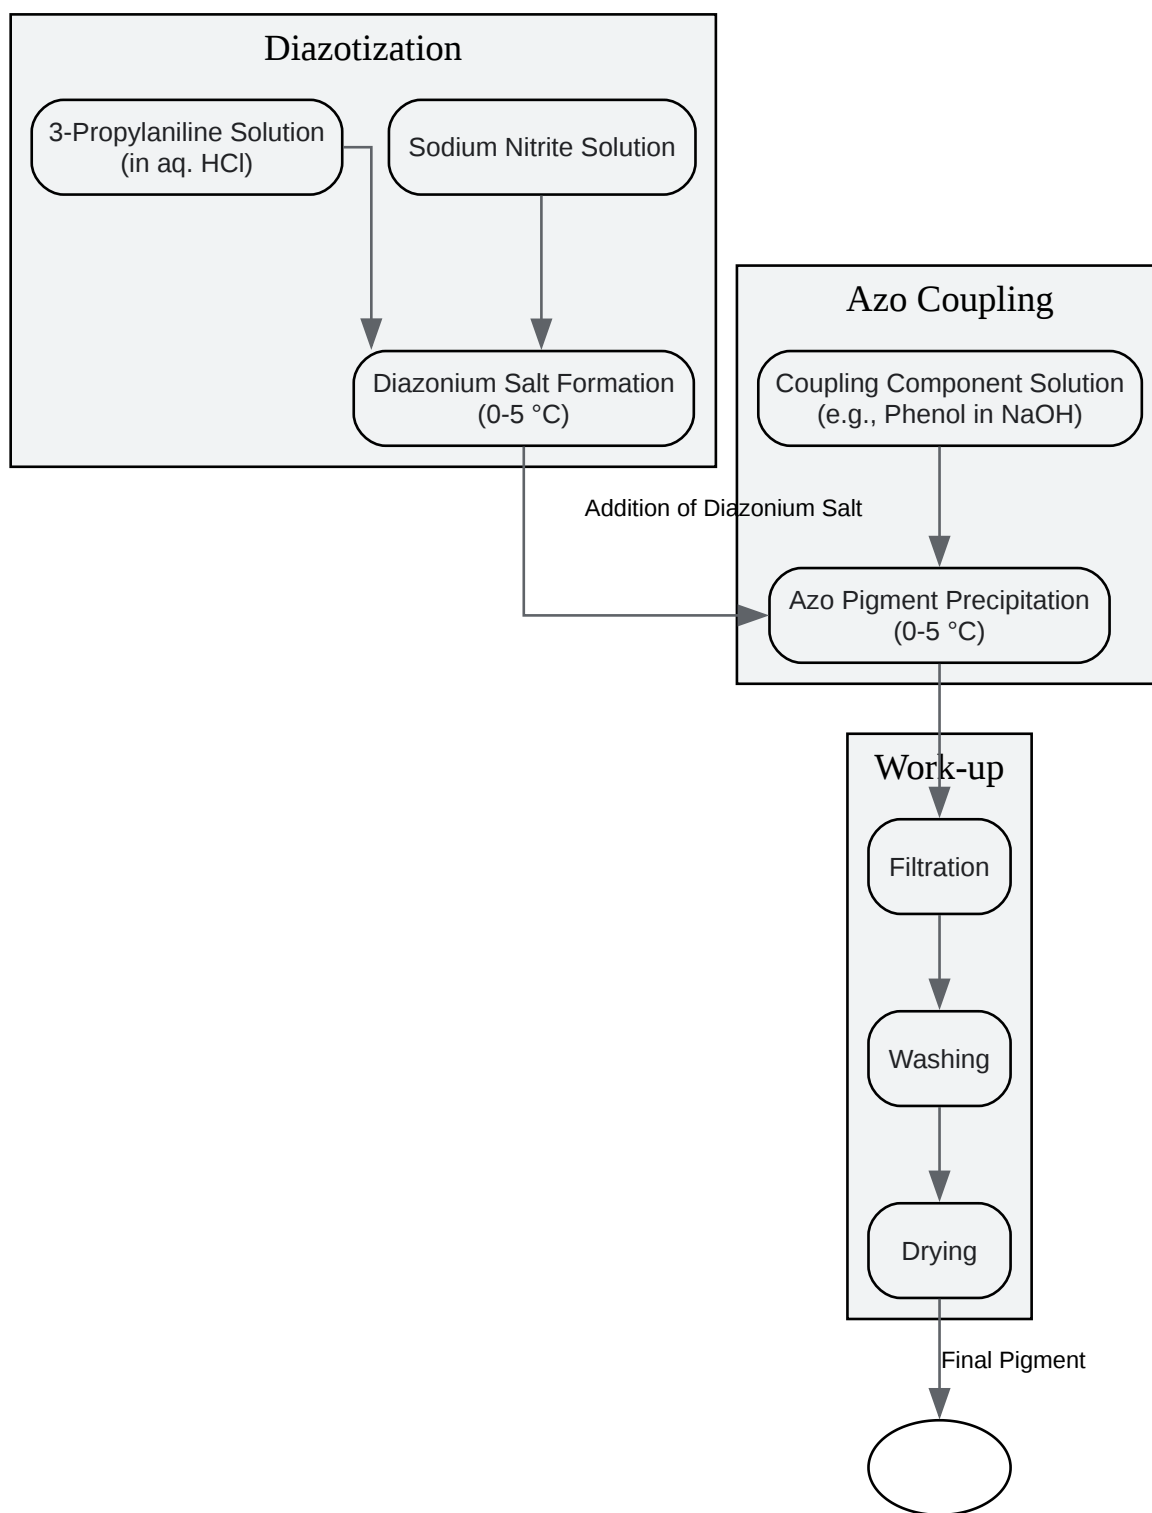 Diazotization
3-Propylaniline Solution
(in aq. HCl)
Sodium Nitrite Solution
Diazonium Salt Formation
(0-5 °C)
Azo Coupling
Coupling Component Solution
(e.g., Phenol in NaOH)
Addition of Diazonium Salt
Azo Pigment Precipitation
(0-5 °C)
Work-up
Filtration
Washing
Drying
Final Pigment